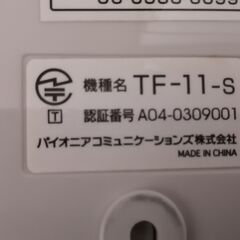 機種名 TF-11-S
T 認証番号 A04-0309001
パイオニアコミュニケーションズ株式会社
MADE IN CHINA